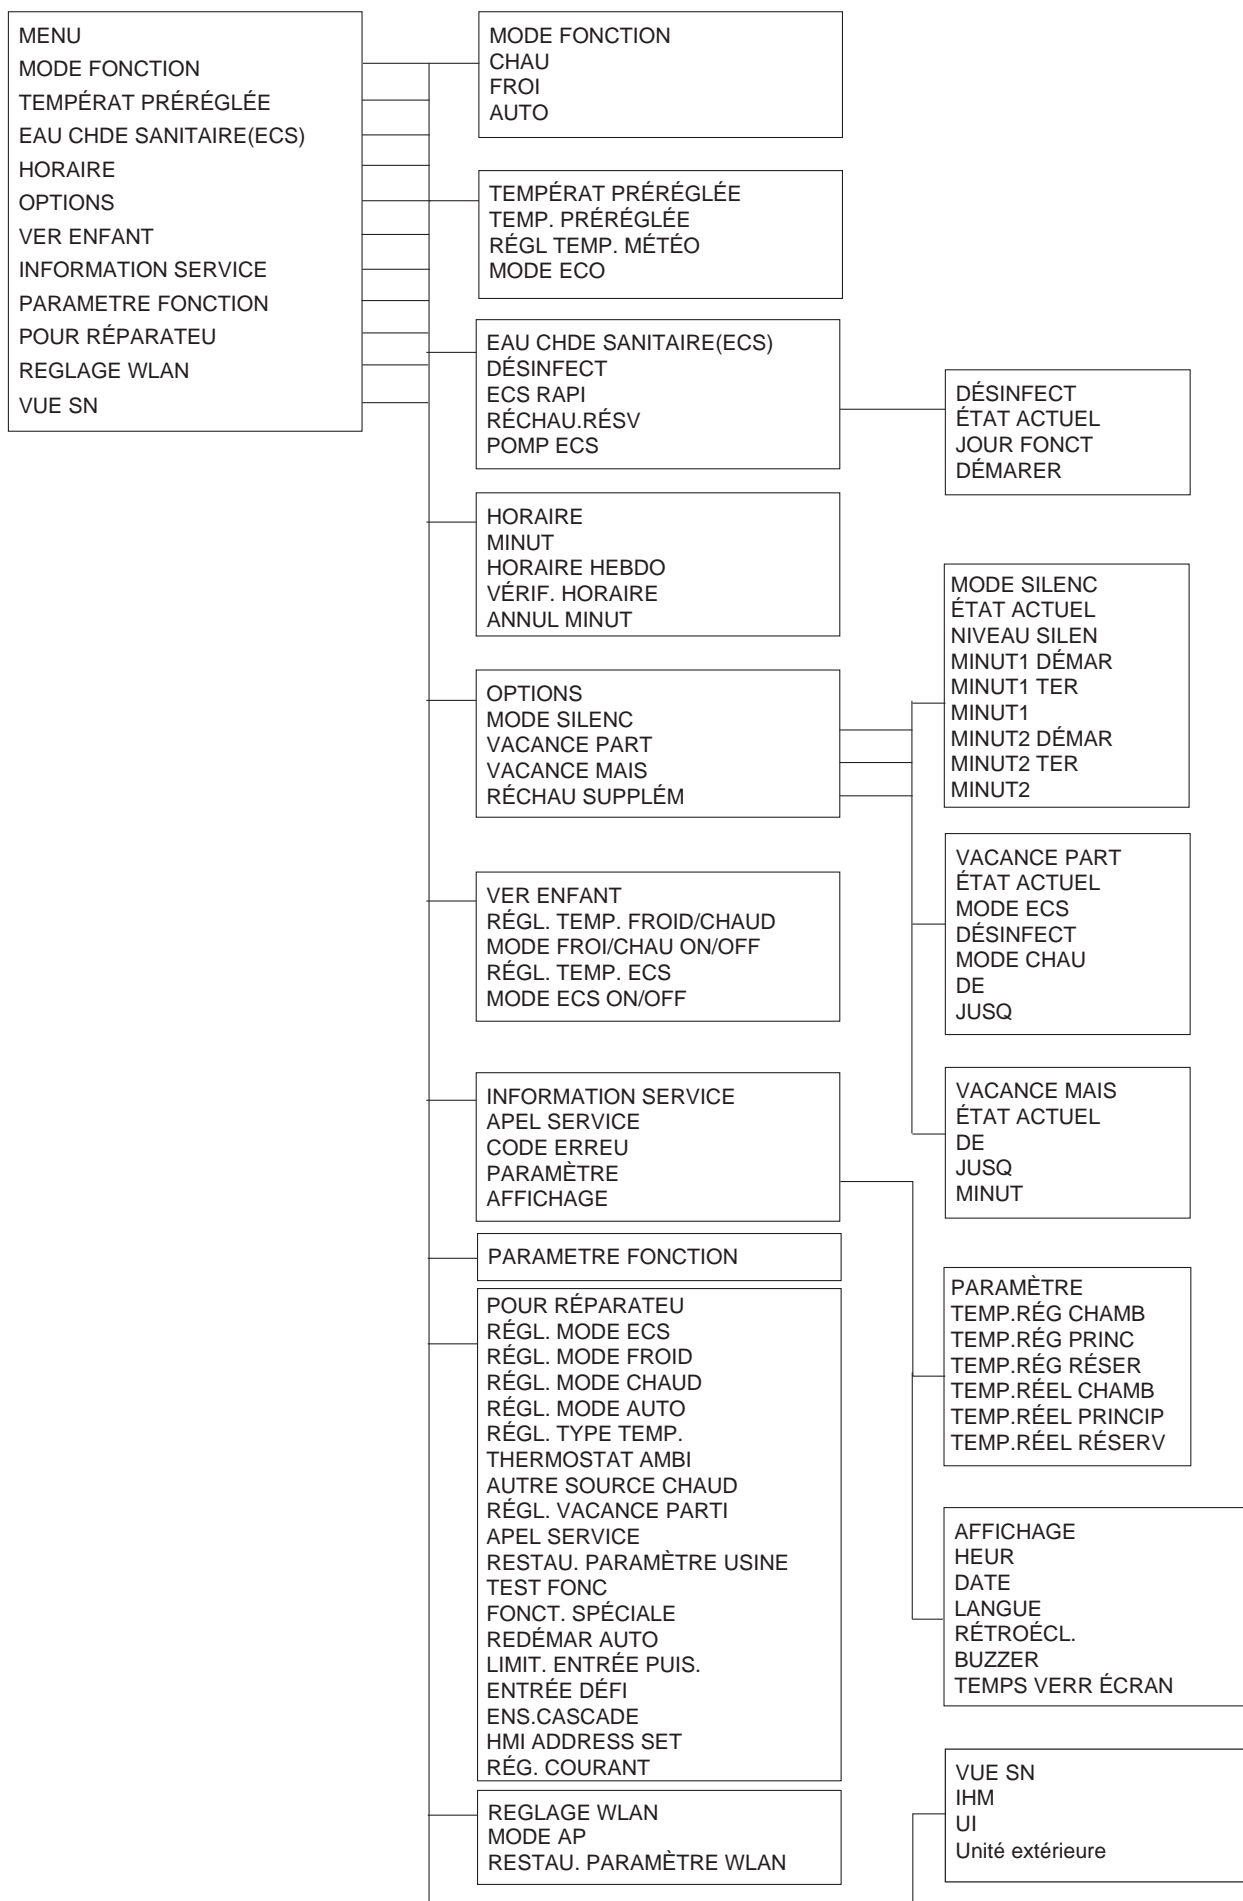 MENU
MODE FONCTION
TEMPÉRAT PRÉRÉGLÉE
EAU CHDE SANITAIRE(ECS)
HORAIRE
OPTIONS
VER ENFANT
INFORMATION SERVICE
PARAMETRE FONCTION
POUR RÉPARATEU
REGLAGE WLAN
VUE SN
MODE FONCTION
CHAU
FROI
AUTO
TEMPÉRAT PRÉRÉGLÉE
TEMP. PRÉRÉGLÉE
RÉGL TEMP. MÉTÉO
MODE ECO
EAU CHDE SANITAIRE(ECS)
DÉSINFECT
ECS RAPI
RÉCHAU.RÉSV
POMP ECS
DÉSINFECT
ÉTAT ACTUEL
JOUR FONCT
DÉMARER
HORAIRE
MINUT
HORAIRE HEBDO
VÉRIF. HORAIRE
ANNUL MINUT
OPTIONS
MODE SILENC
VACANCE PART
VACANCE MAIS
RÉCHAU SUPPLÉM
MODE SILENC
ÉTAT ACTUEL
NIVEAU SILEN
MINUT1 DÉMAR
MINUT1 TER
MINUT1
MINUT2 DÉMAR
MINUT2 TER
MINUT2
VACANCE PART
ÉTAT ACTUEL
MODE ECS
DÉSINFECT
MODE CHAU
DE
JUSQ
VACANCE MAIS
ÉTAT ACTUEL
DE
JUSQ
MINUT
VER ENFANT
RÉGL. TEMP. FROID/CHAUD
MODE FROI/CHAU ON/OFF
RÉGL. TEMP. ECS
MODE ECS ON/OFF
INFORMATION SERVICE
APEL SERVICE
CODE ERREU
PARAMÈTRE
AFFICHAGE
PARAMÈTRE
TEMP.RÉG CHAMB
TEMP.RÉG PRINC
TEMP.RÉG RÉSER
TEMP.RÉEL CHAMB
TEMP.RÉEL PRINCIP
TEMP.RÉEL RÉSERV
AFFICHAGE
HEUR
DATE
LANGUE
RÉTROÉCL.
BUZZER
TEMPS VERR ÉCRAN
PARAMETRE FONCTION
POUR RÉPARATEU
RÉGL. MODE ECS
RÉGL. MODE FROID
RÉGL. MODE CHAUD
RÉGL. MODE AUTO
RÉGL. TYPE TEMP.
THERMOSTAT AMBI
AUTRE SOURCE CHAUD
RÉGL. VACANCE PARTI
APEL SERVICE
RESTAU. PARAMÈTRE USINE
TEST FONC
FONCT. SPÉCIALE
REDÉMAR AUTO
LIMIT. ENTRÉE PUIS.
ENTRÉE DÉFI
ENS.CASCADE
HMI ADDRESS SET
RÉG. COURANT
REGLAGE WLAN
MODE AP
RESTAU. PARAMÈTRE WLAN
VUE SN
IHM
UI
Unité extérieure